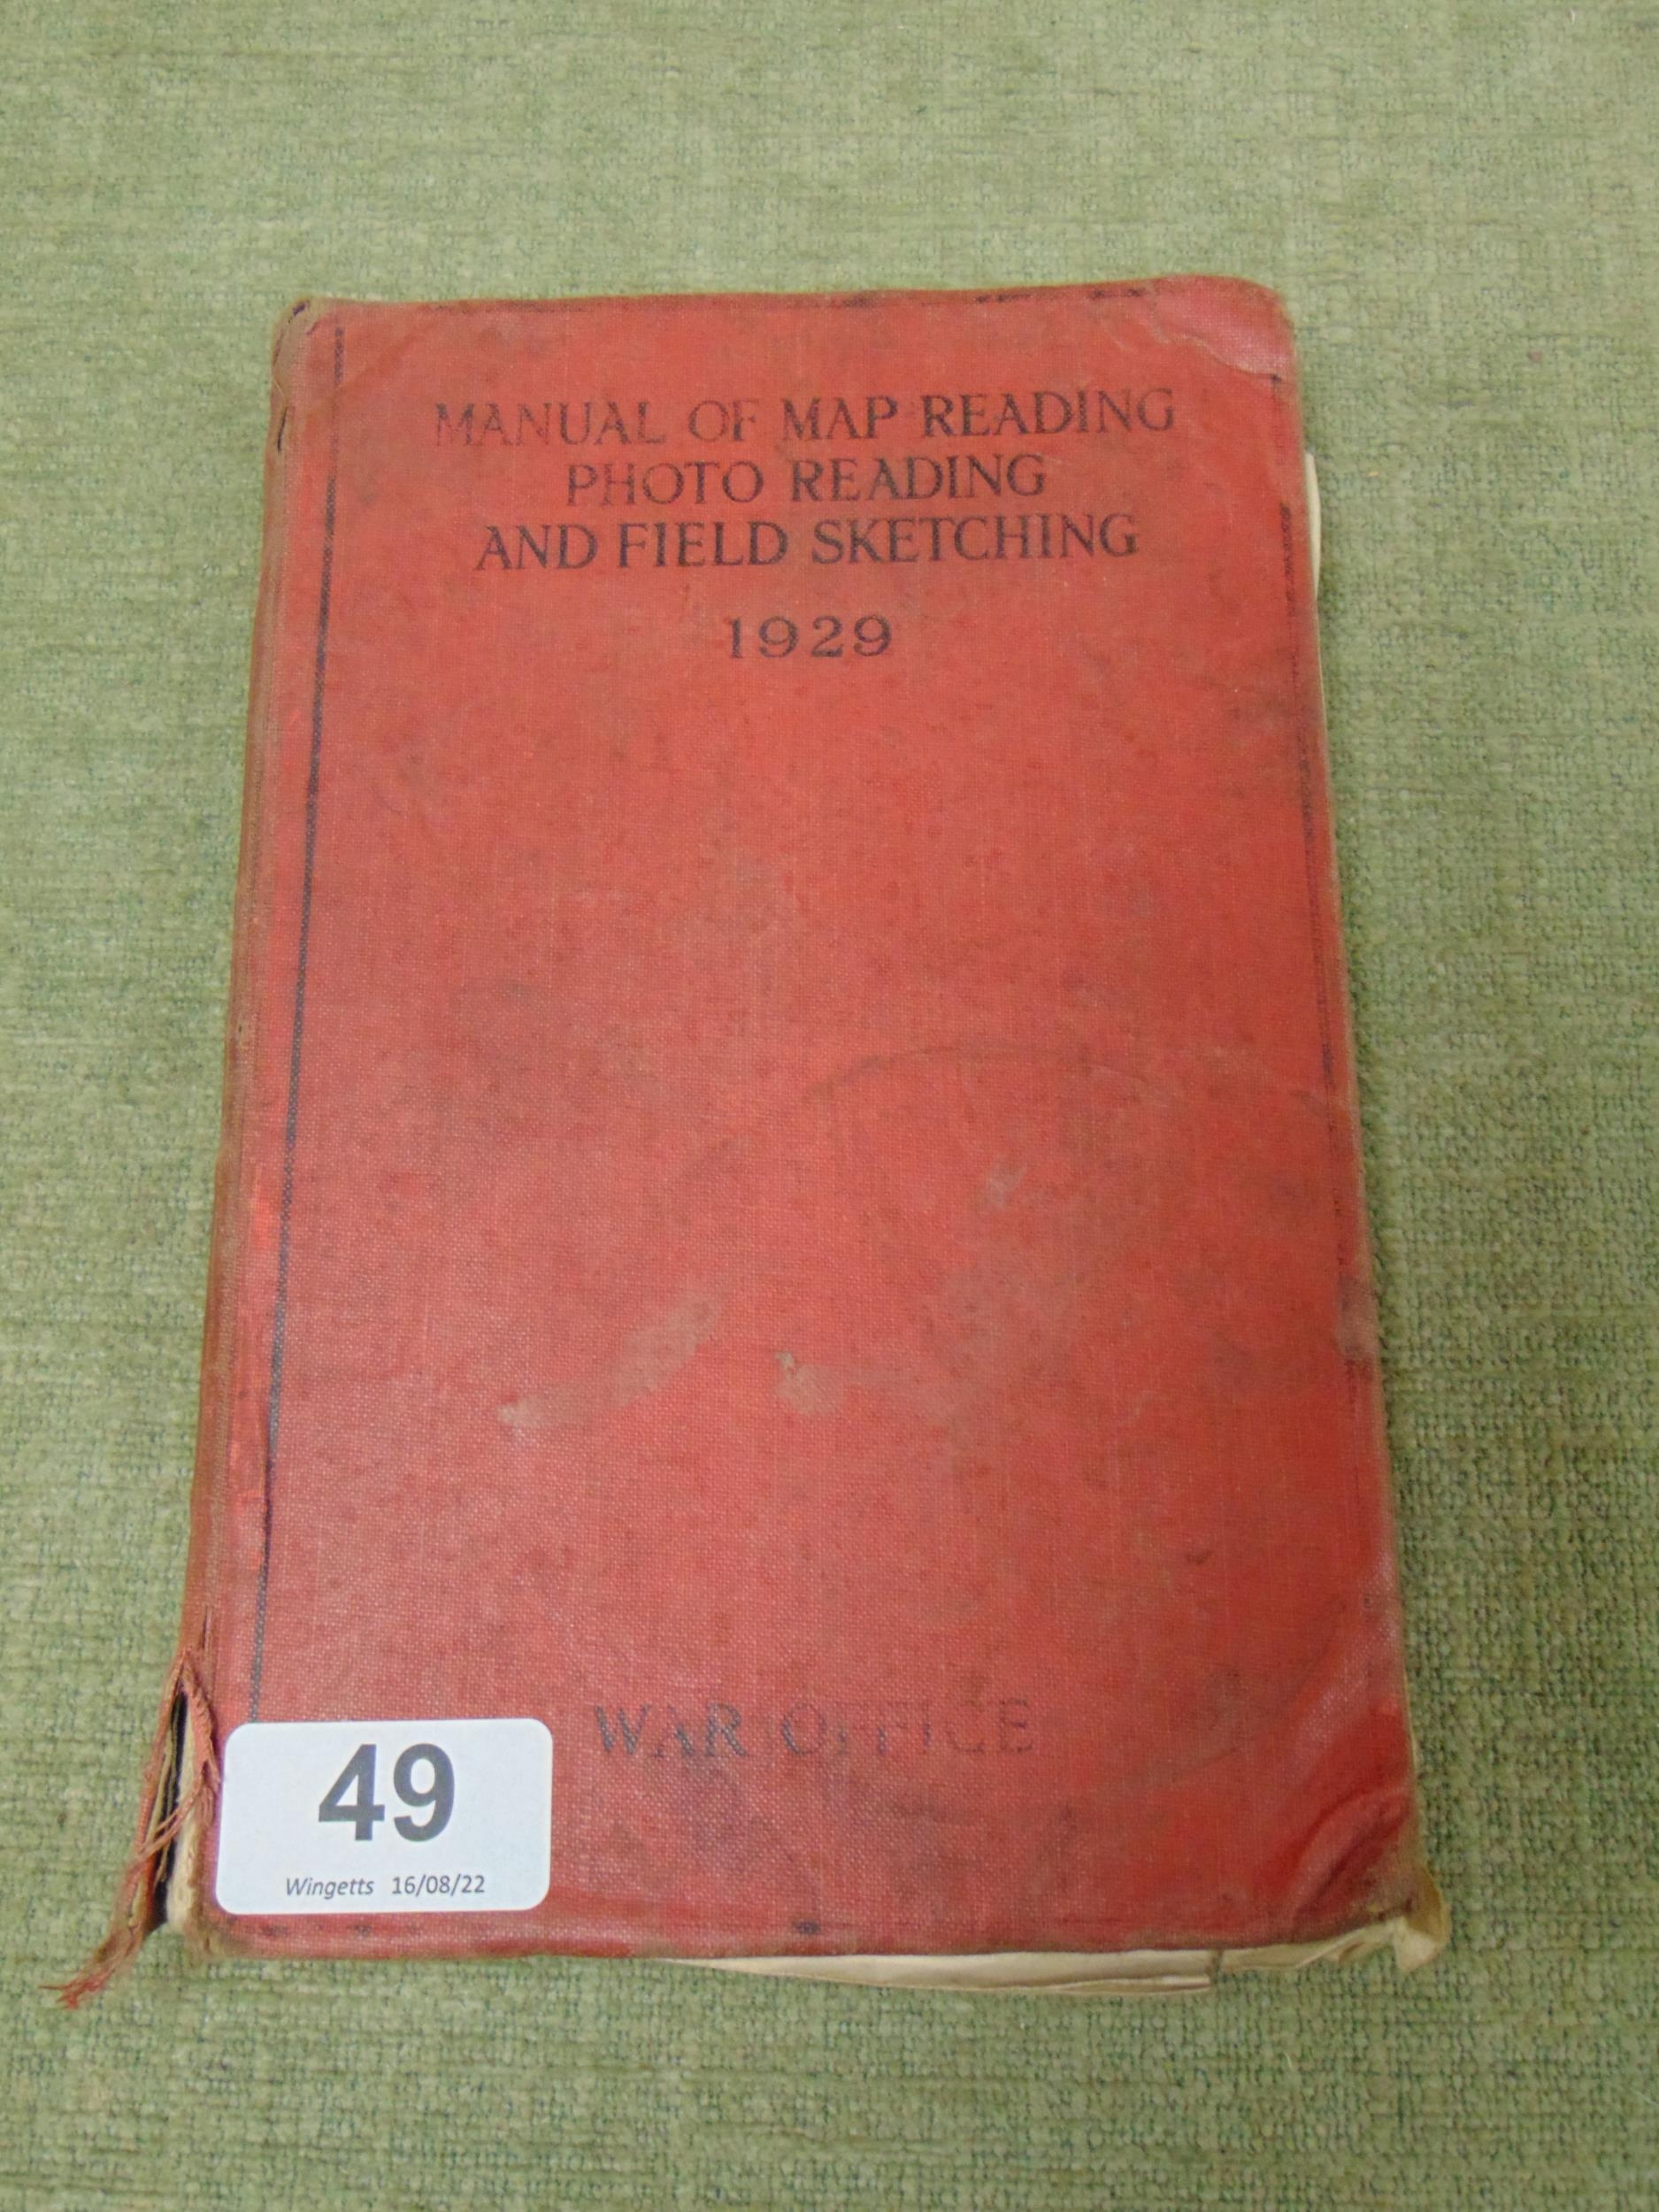 MANUAL OF MAP READING
PHOTO READING
AND FIELD SKETCHING
1929
WAR OFFICE
49
Wingetts 16/08/22